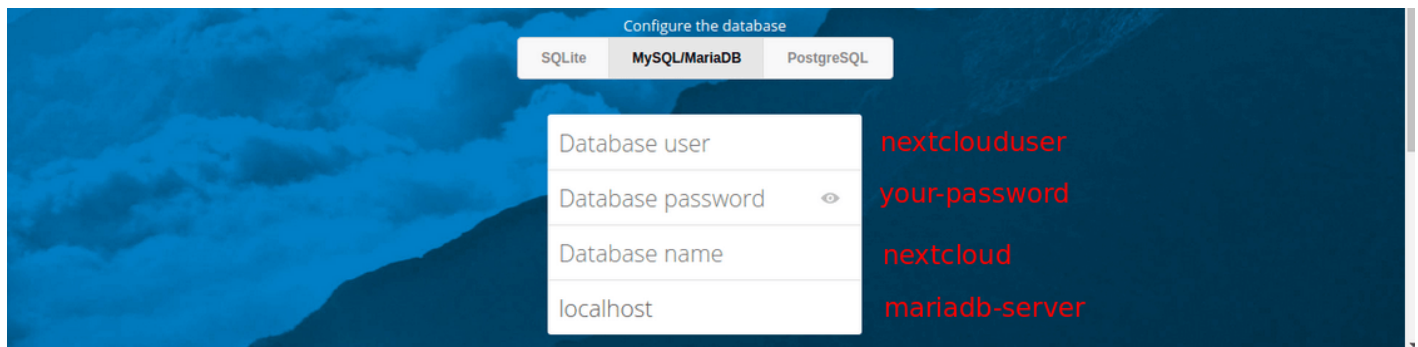 Configure the database
SQLite MySQL/MariaDB PostgreSQL
Database user nextclouduser
Database password your-password
Database name nextcloud
localhost mariadb-server